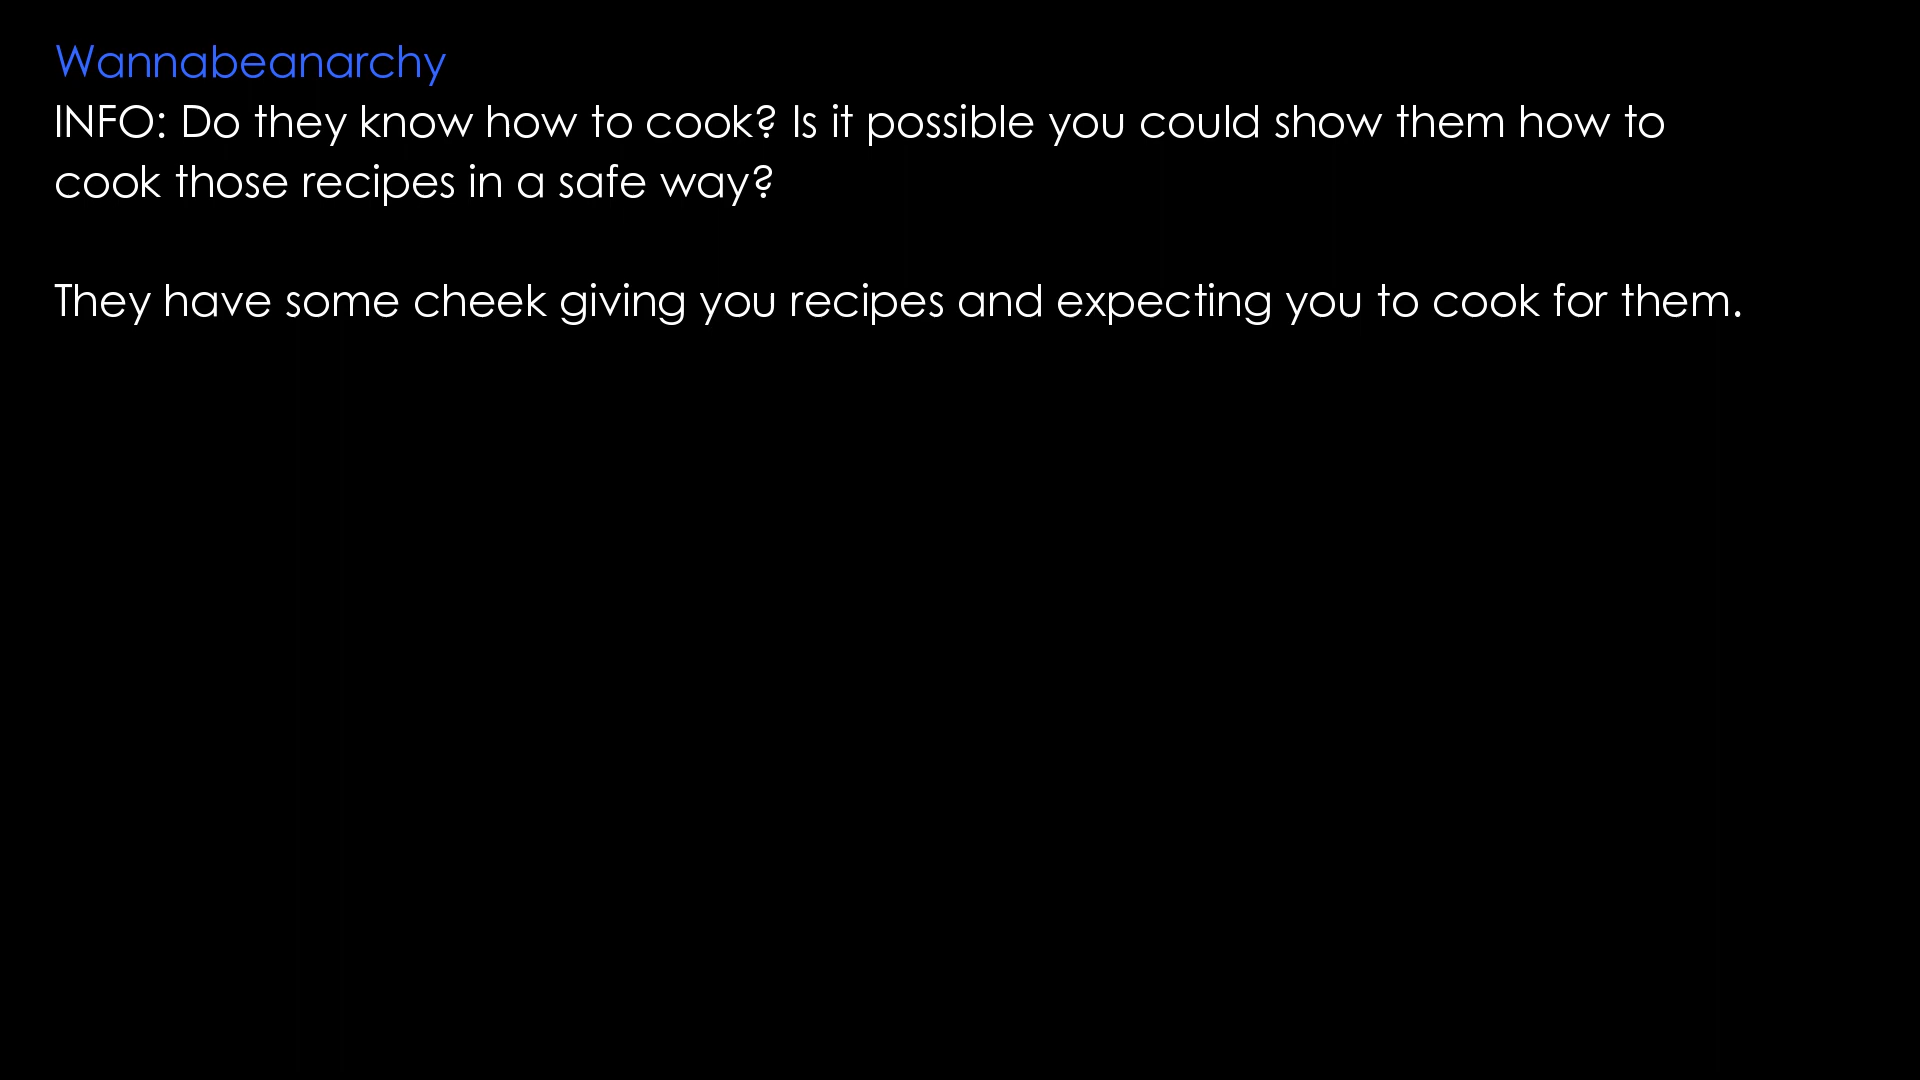 Wannabeanarchy
INFO: Do they know how to cook? Is it possible you could show them how to
cook those recipes in a safe way?
They have some cheek giving you recipes and expecting you to cook for them.